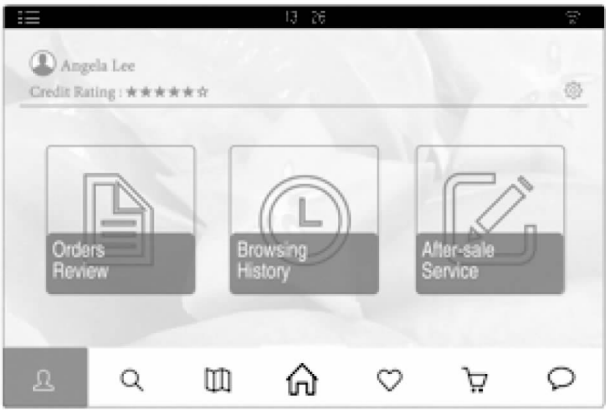 13 26
Angela Lee
Credit Rating : ★★★★★☆
Orders
Review
Browsing
History
After-sale
Service